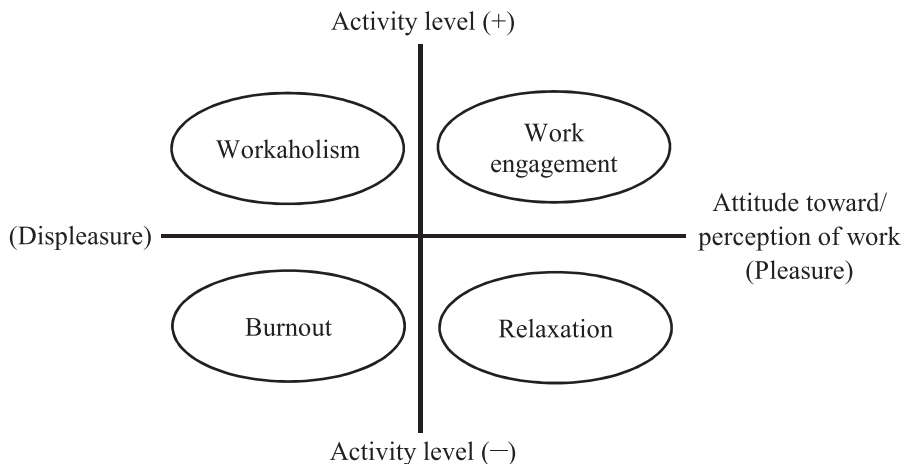 Activity level (+)
Workaholism
Work
engagement
(Displeasure)
Attitude toward/
perception of work
(Pleasure)
Burnout
Relaxation
Activity level (—)